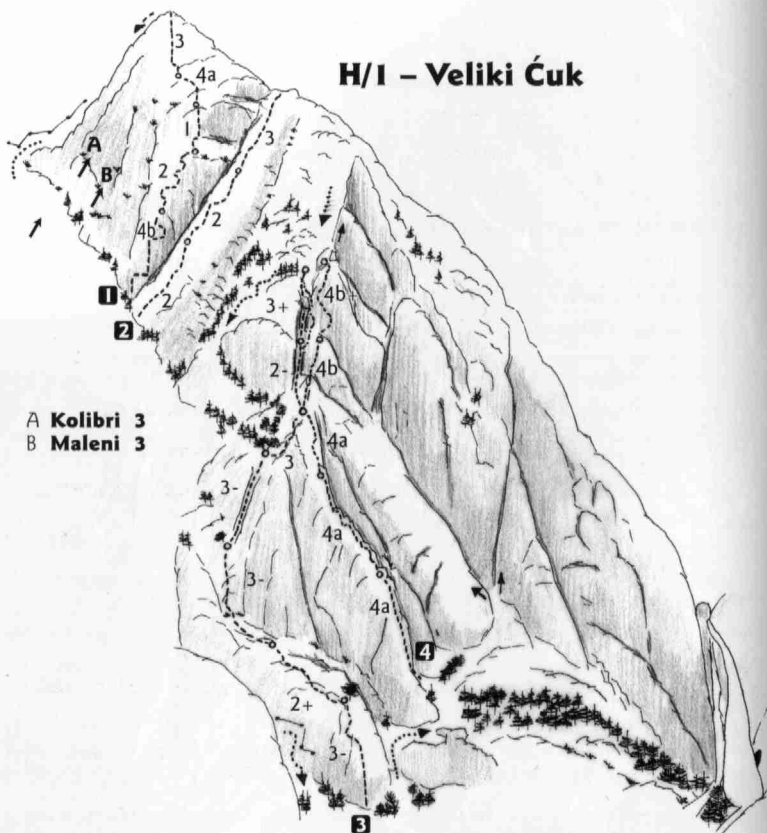 H/1 – Veliki Ćuk
3
4a
1
A
B
2
3
2
4b
1
2
2
3+
4b+
2-
4b
A Kolibri 3
B Maleni 3
3
4a
3-
4a
3-
4a
4
2+
3-
3